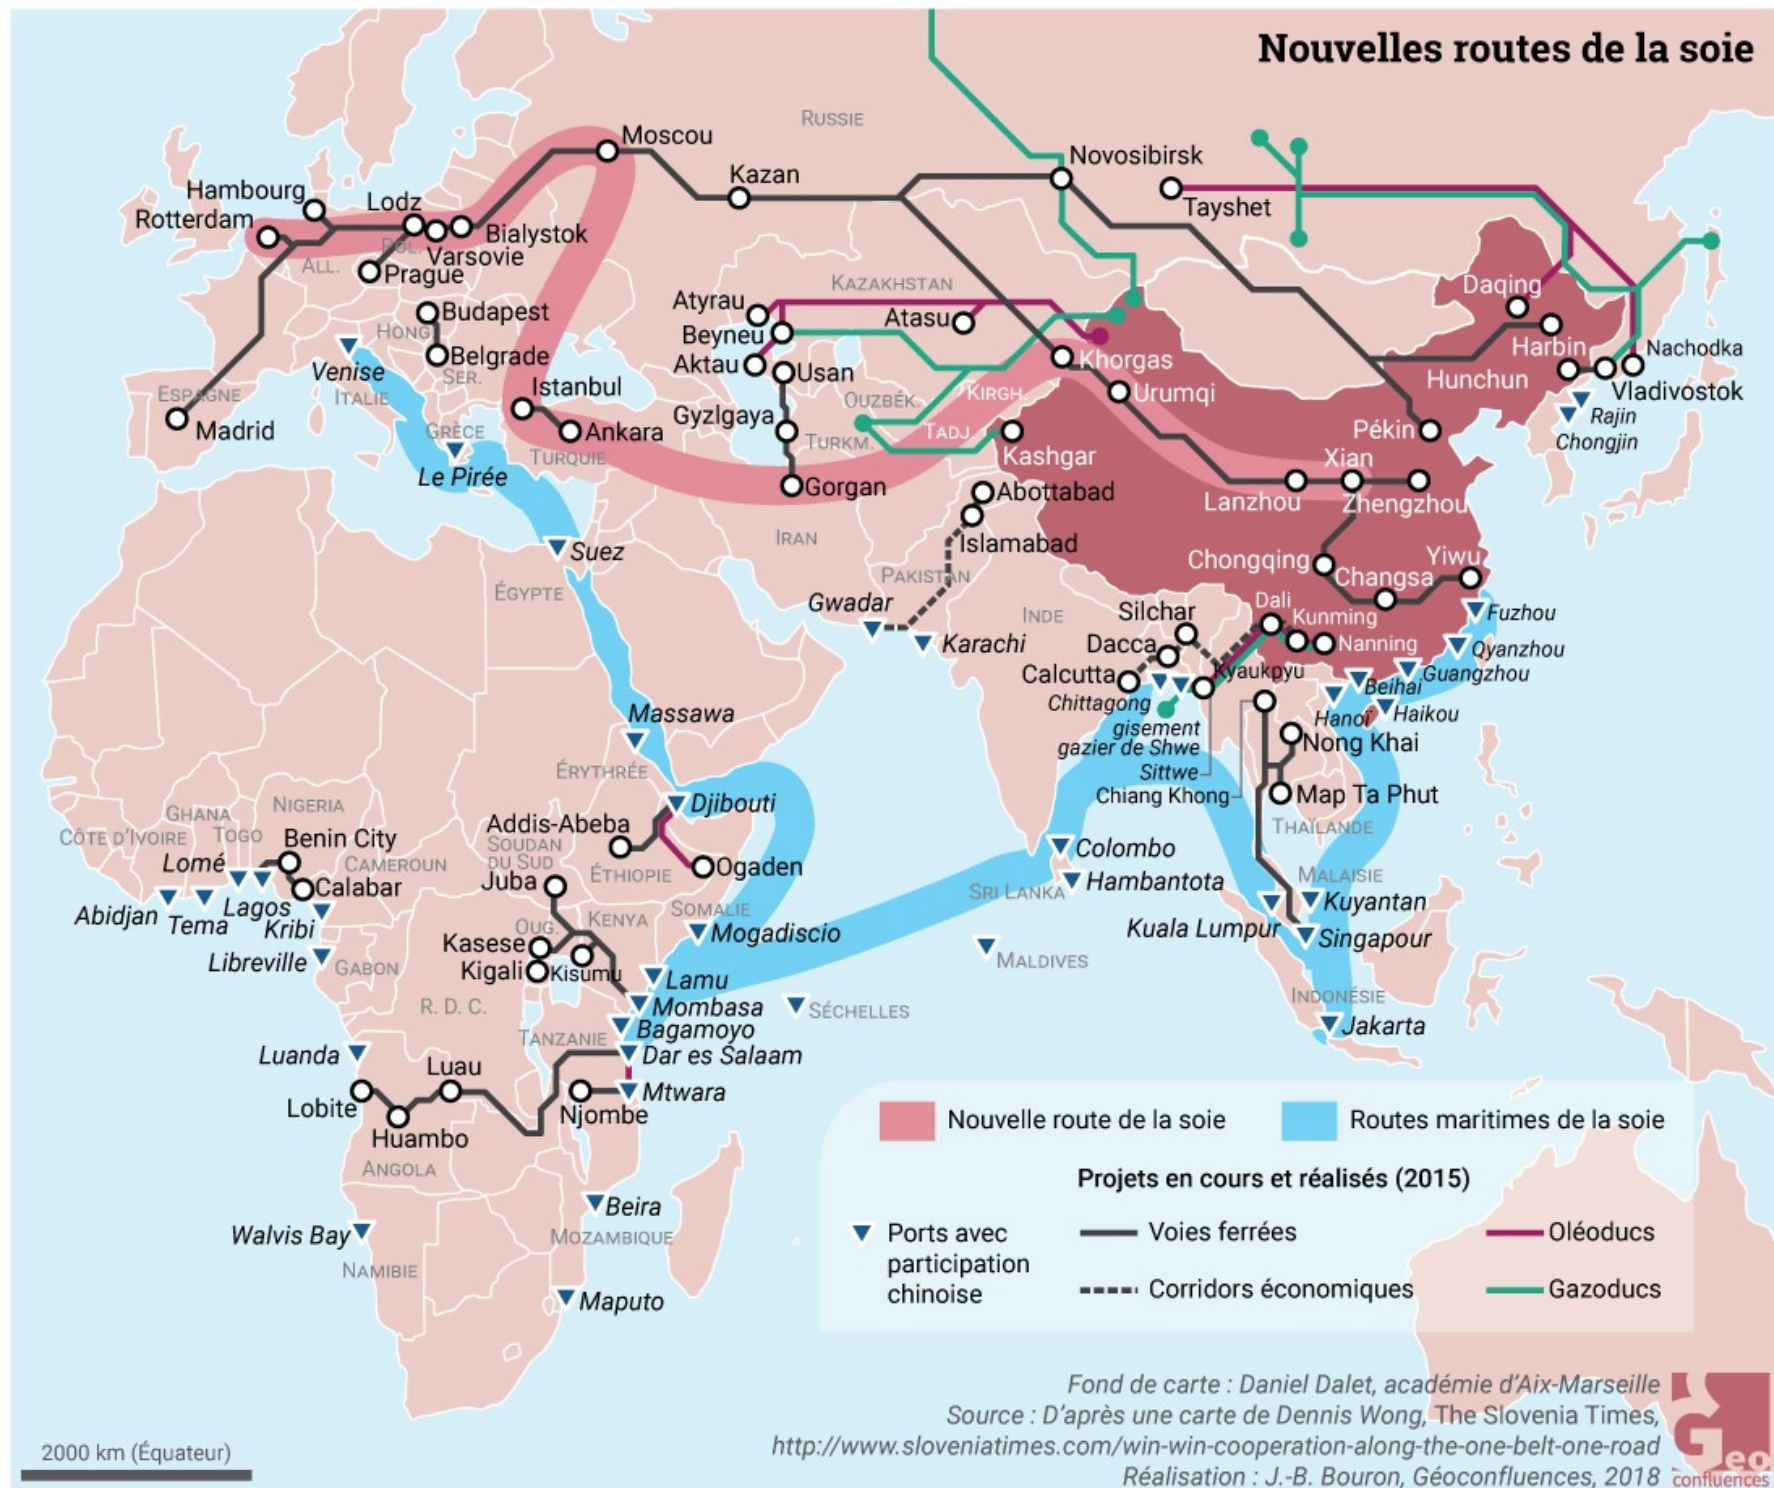 Nouvelles routes de la soie
RUSSIE
Moscou
Kazan
Novosibirsk
Tayshet
Hambourg
Rotterdam
Lodz
Bialystok
POL.
Varsovie
ALL.
Prague
Budapest
HONG
Belgrade
SER.
Venise
ITALIE
ESPAGNE
Madrid
GRÈCE
Le Pirée
Istanbul
Ankara
TURQUIE
KAZAKHSTAN
Atyrau
Beyneu
Aktau
Atasu
Usan
Gyzlgaya
OUZBÉK.
KIRGH.
TURKM.
TADJ.
Gorgan
Khorgas
Urumqi
Kashgar
Daqing
Harbin
Hunchun
Nachodka
Vladivostok
Rajin
Chongjin
Pékin
Xian
Lanzhou
Zhengzhou
Abottabad
Islamabad
IRAN
PAKISTAN
Gwadar
Karachi
INDE
Suez
ÉGYPTE
Chongqing
Changsa
Yiwu
Fuzhou
Qyanzhou
Guangzhou
Dali
Kunming
Nanning
Beihai
Haikou
Hanoï
Silchar
Dacca
Calcutta
Chittagong
Kyaukpyu
gisement
gazier de Shwe
Sittwe
Chiang Khong
Nong Khai
Map Ta Phut
THAÏLANDE
Massawa
ÉRYTHRÉE
Djibouti
Addis-Abeba
SOUDAN
DU SUD
ÉTHIOPIE
Ogaden
Juba
NIGERIA
GHANA
CÔTE D'IVOIRE
TOGO
Benin City
CAMEROUN
Lomé
Calabar
Abidjan
Tema
Lagos
Kribi
Libreville
GABON
OUG.
KENYA
SOMALIE
Mogadiscio
Kasese
Kigali
Kisumu
Lamu
R. D. C.
Mombasa
TANZANIE
Bagamoyo
Dar es Salaam
Mtwara
Njombe
Luanda
Luau
Lobite
Huambo
ANGOLA
Beira
Walvis Bay
MOZAMBIQUE
NAMIBIE
Maputo
Colombo
SRI LANKA
Hambantota
MALDIVES
SÉCHELLES
MALAISIE
Kuyantan
Kuala Lumpur
Singapour
INDONÉSIE
Jakarta
Nouvelle route de la soie
Routes maritimes de la soie
Projets en cours et réalisés (2015)
Ports avec
participation
chinoise
Voies ferrées
Oléoducs
Corridors économiques
Gazoducs
Fond de carte : Daniel Dalet, académie d'Aix-Marseille
Source : D'après une carte de Dennis Wong, The Slovenia Times,
http://www.sloveniatimes.com/win-win-cooperation-along-the-one-belt-one-road
Réalisation : J.-B. Bouron, Géoconfluences, 2018
2000 km (Équateur)
Geo
confluences